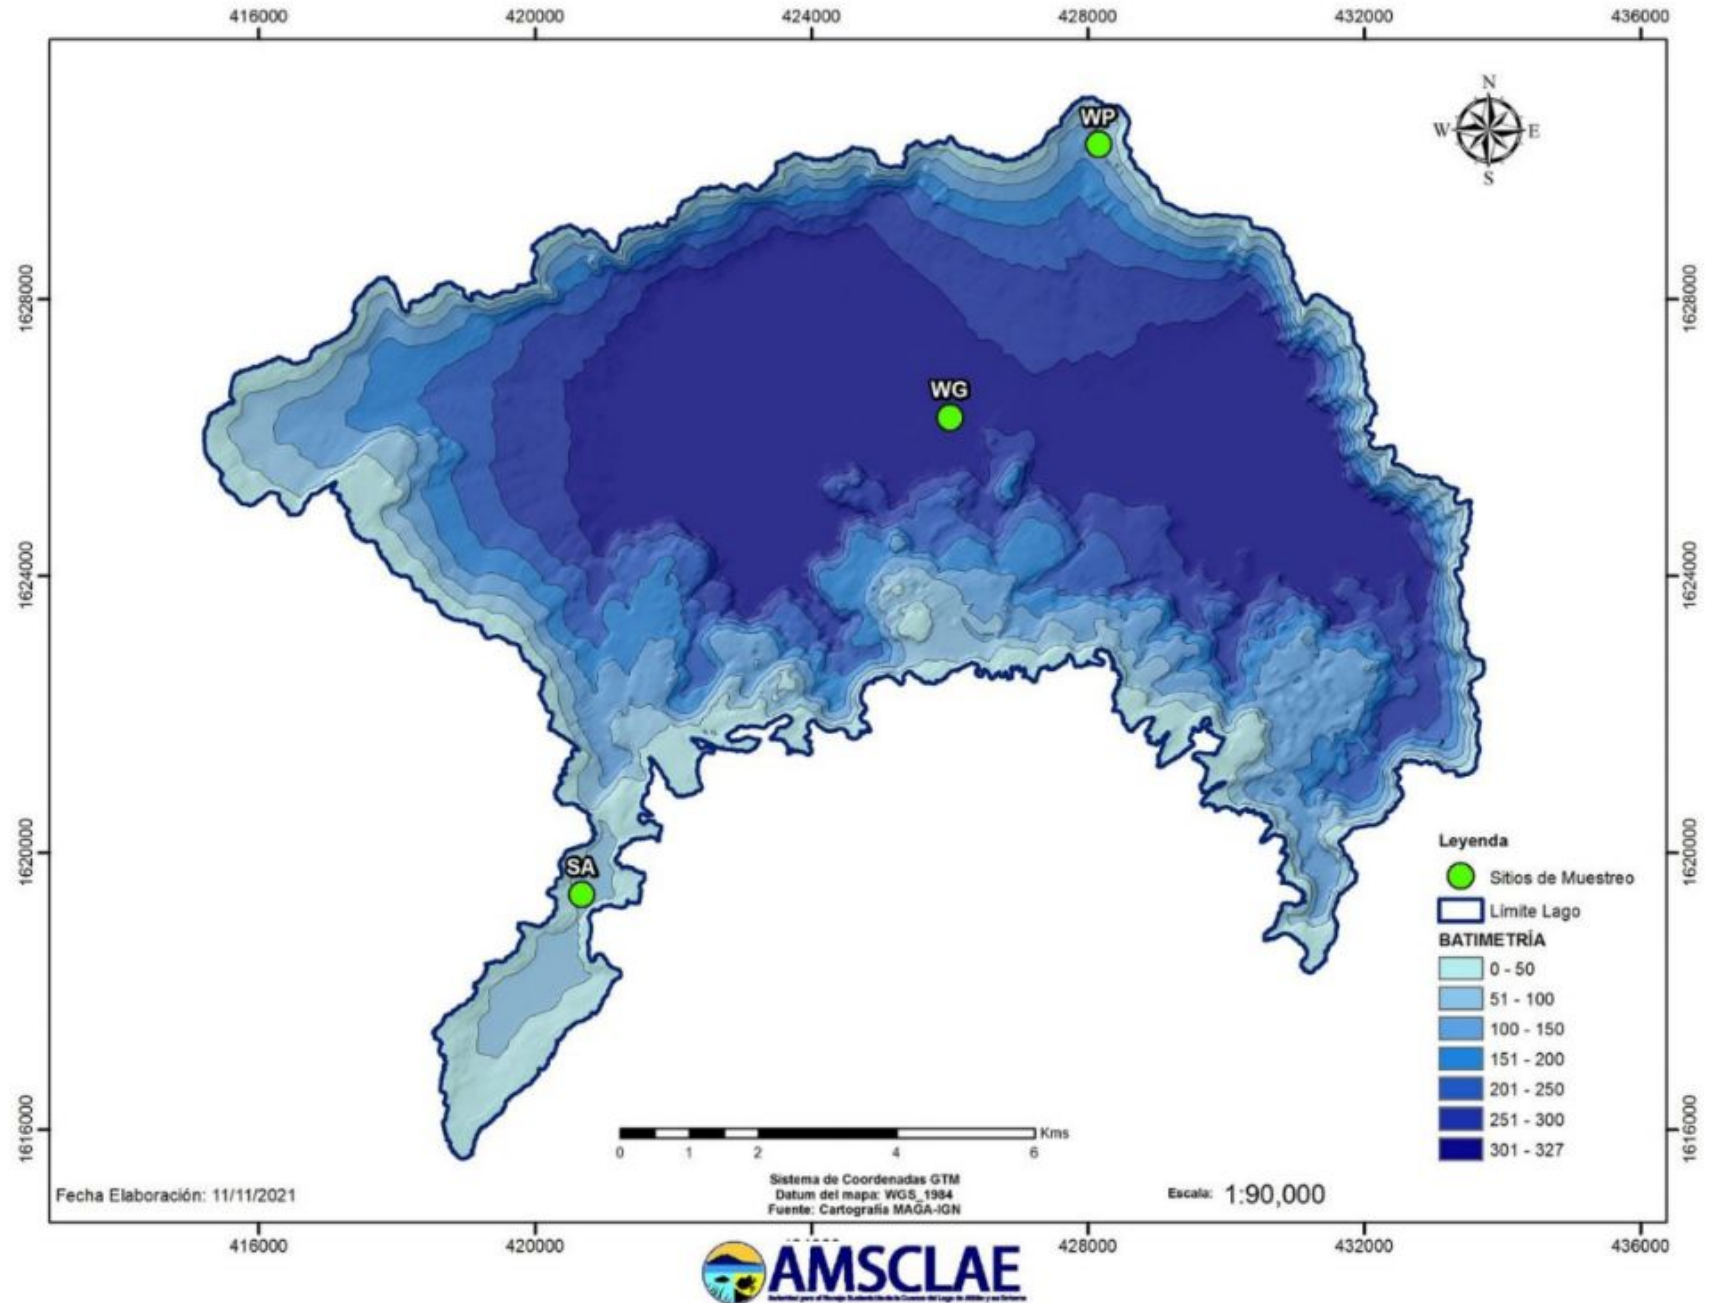 416000 420000 424000 428000 432000 436000
N
W E
S
WP
1628000 1628000
WG
1624000 1624000
1620000 1620000
SA
Leyenda
Sitios de Muestreo
Límite Lago
BATIMETRÍA
0 - 50
51 - 100
100 - 150
151 - 200
201 - 250
251 - 300
301 - 327
1616000 1616000
Kms
0 1 2 4 6
Sistema de Coordenadas GTM
Datum del mapa: WGS_1984
Fuente: Cartografía MAGA-IGN
Fecha Elaboración: 11/11/2021
Escala: 1:90,000
416000 420000 428000 432000 436000
AMSCLAE